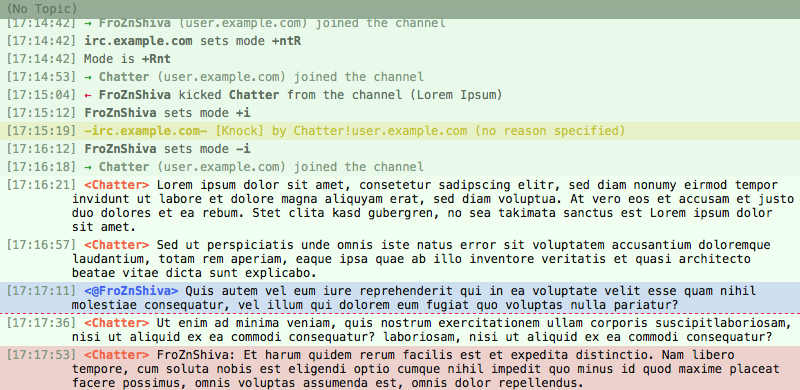 (No Topic)
[17:14:42] → FroZnShiva (user.example.com) joined the channel
[17:14:42] irc.example.com sets mode +ntR
[17:14:42] Mode is +Rnt
[17:14:53] → Chatter (user.example.com) joined the channel
[17:15:04] ← FroZnShiva kicked Chatter from the channel (Lorem Ipsum)
[17:15:12] FroZnShiva sets mode +i
[17:15:19] -irc.example.com- [Knock] by Chatter!user.example.com (no reason specified)
[17:16:12] FroZnShiva sets mode -i
[17:16:18] → Chatter (user.example.com) joined the channel
[17:16:21] <Chatter> Lorem ipsum dolor sit amet, consetetur sadipscing elitr, sed diam nonumy eirmod tempor
invidunt ut labore et dolore magna aliquyam erat, sed diam voluptua. At vero eos et accusam et justo
duo dolores et ea rebum. Stet clita kasd gubergren, no sea takimata sanctus est Lorem ipsum dolor
sit amet.
[17:16:57] <Chatter> Sed ut perspiciatis unde omnis iste natus error sit voluptatem accusantium doloremque
laudantium, totam rem aperiam, eaque ipsa quae ab illo inventore veritatis et quasi architecto
beatae vitae dicta sunt explicabo.
[17:17:11] <@FroZnShiva> Quis autem vel eum iure reprehenderit qui in ea voluptate velit esse quam nihil
molestiae consequatur, vel illum qui dolorem eum fugiat quo voluptas nulla pariatur?
[17:17:36] <Chatter> Ut enim ad minima veniam, quis nostrum exercitationem ullam corporis suscipitlaboriosam,
nisi ut aliquid ex ea commodi consequatur? laboriosam, nisi ut aliquid ex ea commodi consequatur?
[17:17:53] <Chatter> FroZnShiva: Et harum quidem rerum facilis est et expedita distinctio. Nam libero
tempore, cum soluta nobis est eligendi optio cumque nihil impedit quo minus id quod maxime placeat
facere possimus, omnis voluptas assumenda est, omnis dolor repellendus.